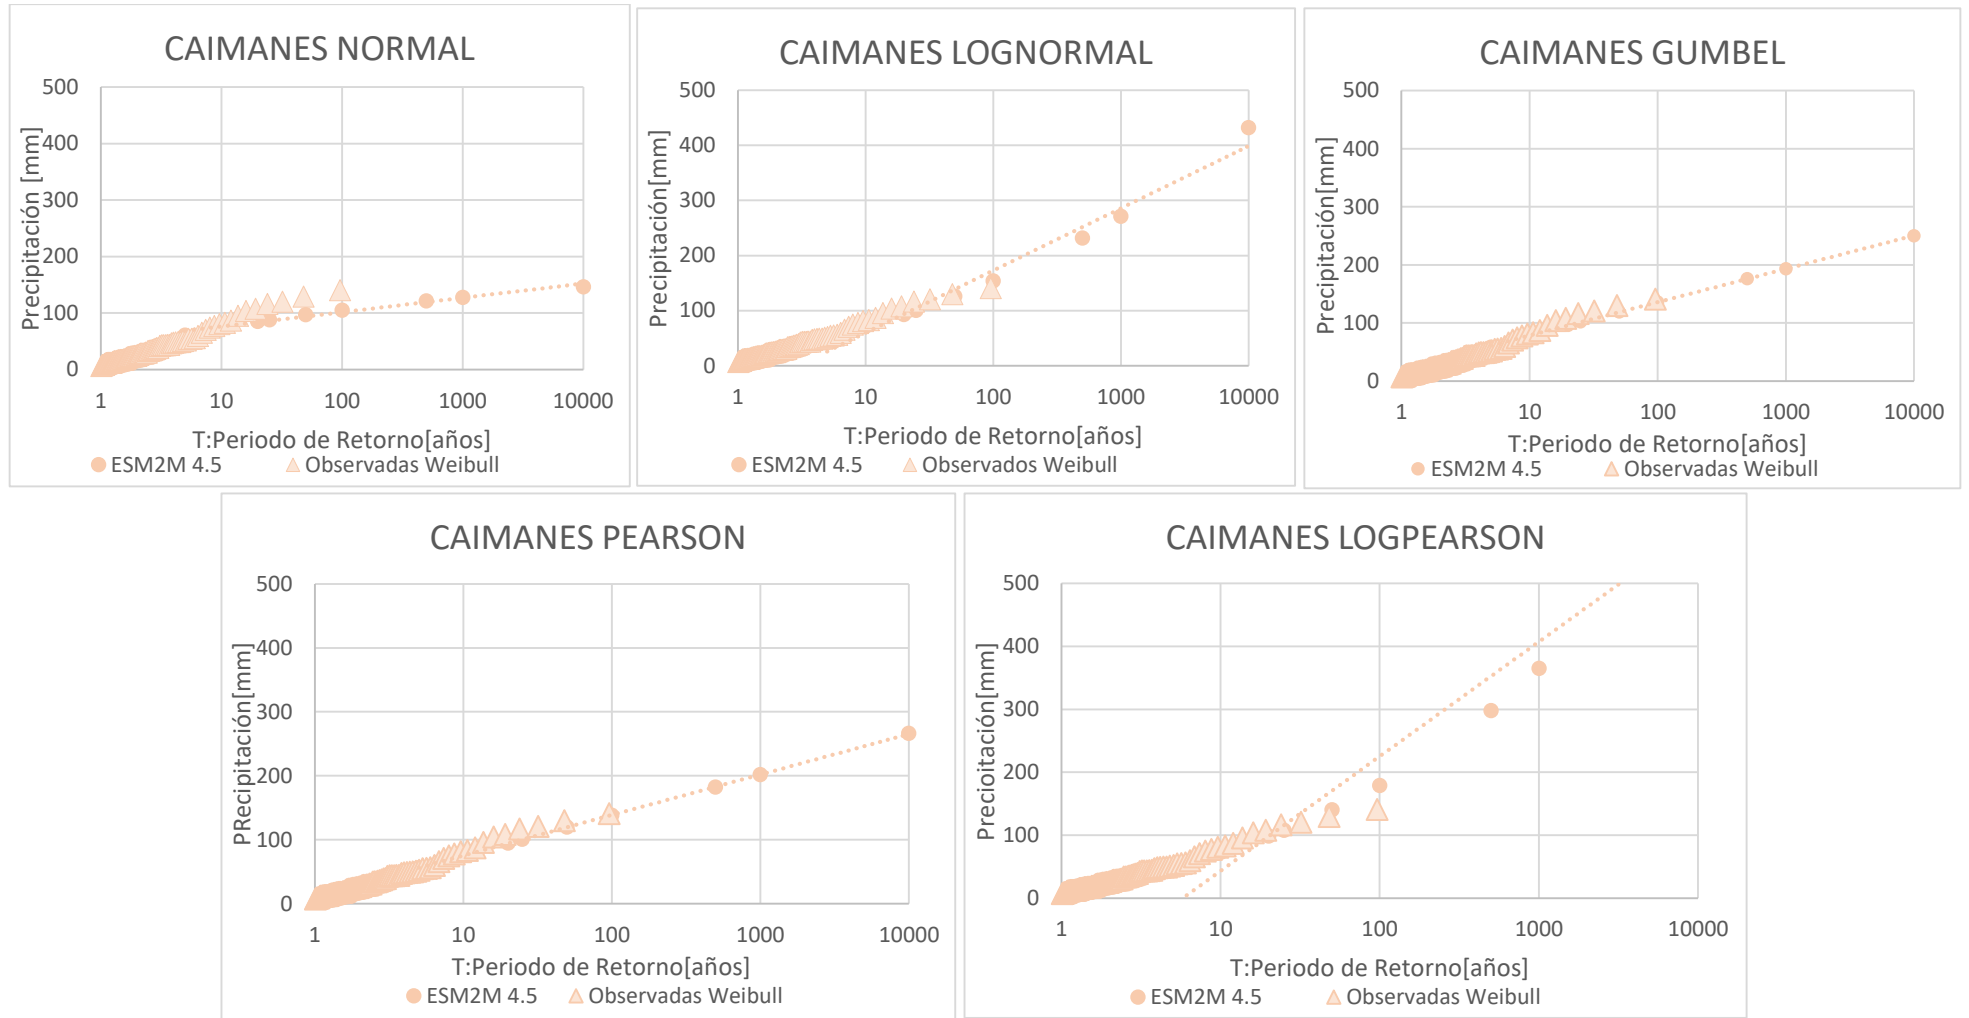 CAIMANES NORMAL
Precipitación [mm]
500
400
300
200
100
0
1 10 100 1000 10000
T:Periodo de Retorno[años]
ESM2M 4.5 Observadas Weibull
CAIMANES LOGNORMAL
Precipitación[mm]
500
400
300
200
100
0
1 10 100 1000 10000
T:Periodo de Retorno[años]
ESM2M 4.5 Observados Weibull
CAIMANES GUMBEL
Precipitación[mm]
500
400
300
200
100
0
1 10 100 1000 10000
T:Periodo de Retorno[años]
ESM2M 4.5 Observadas Weibull
CAIMANES PEARSON
PRecipitación[mm]
500
400
300
200
100
0
1 10 100 1000 10000
T:Periodo de Retorno[años]
ESM2M 4.5 Observadas Weibull
CAIMANES LOGPEARSON
Precioitación[mm]
500
400
300
200
100
0
1 10 100 1000 10000
T:Periodo de Retorno[años]
ESM2M 4.5 Observadas Weibull